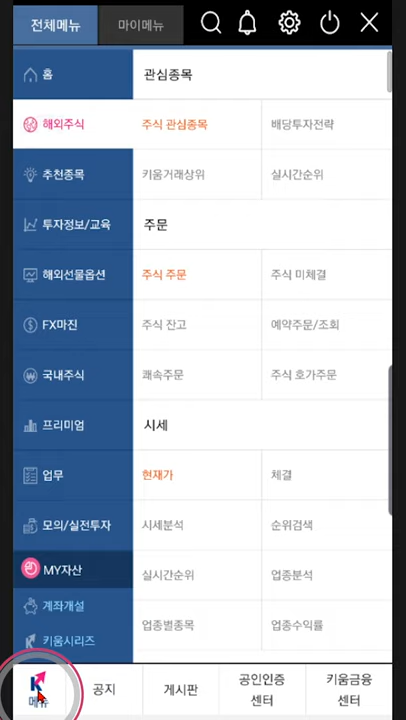 전체메뉴 마이메뉴
홈
해외주식
추천종목
투자정보/교육
해외선물옵션
FX마진
국내주식
프리미엄
업무
모의/실전투자
MY자산
계좌개설
키움시리즈
관심종목
주식 관심종목 배당투자전략
키움거래상위 실시간순위
주문
주식 주문 주식 미체결
주식 잔고 예약주문/조회
쾌속주문 주식 호가주문
시세
현재가 체결
시세분석 순위검색
실시간순위 업종분석
업종별종목 업종수익률
메뉴
공지
게시판
공인인증
센터
키움금융
센터